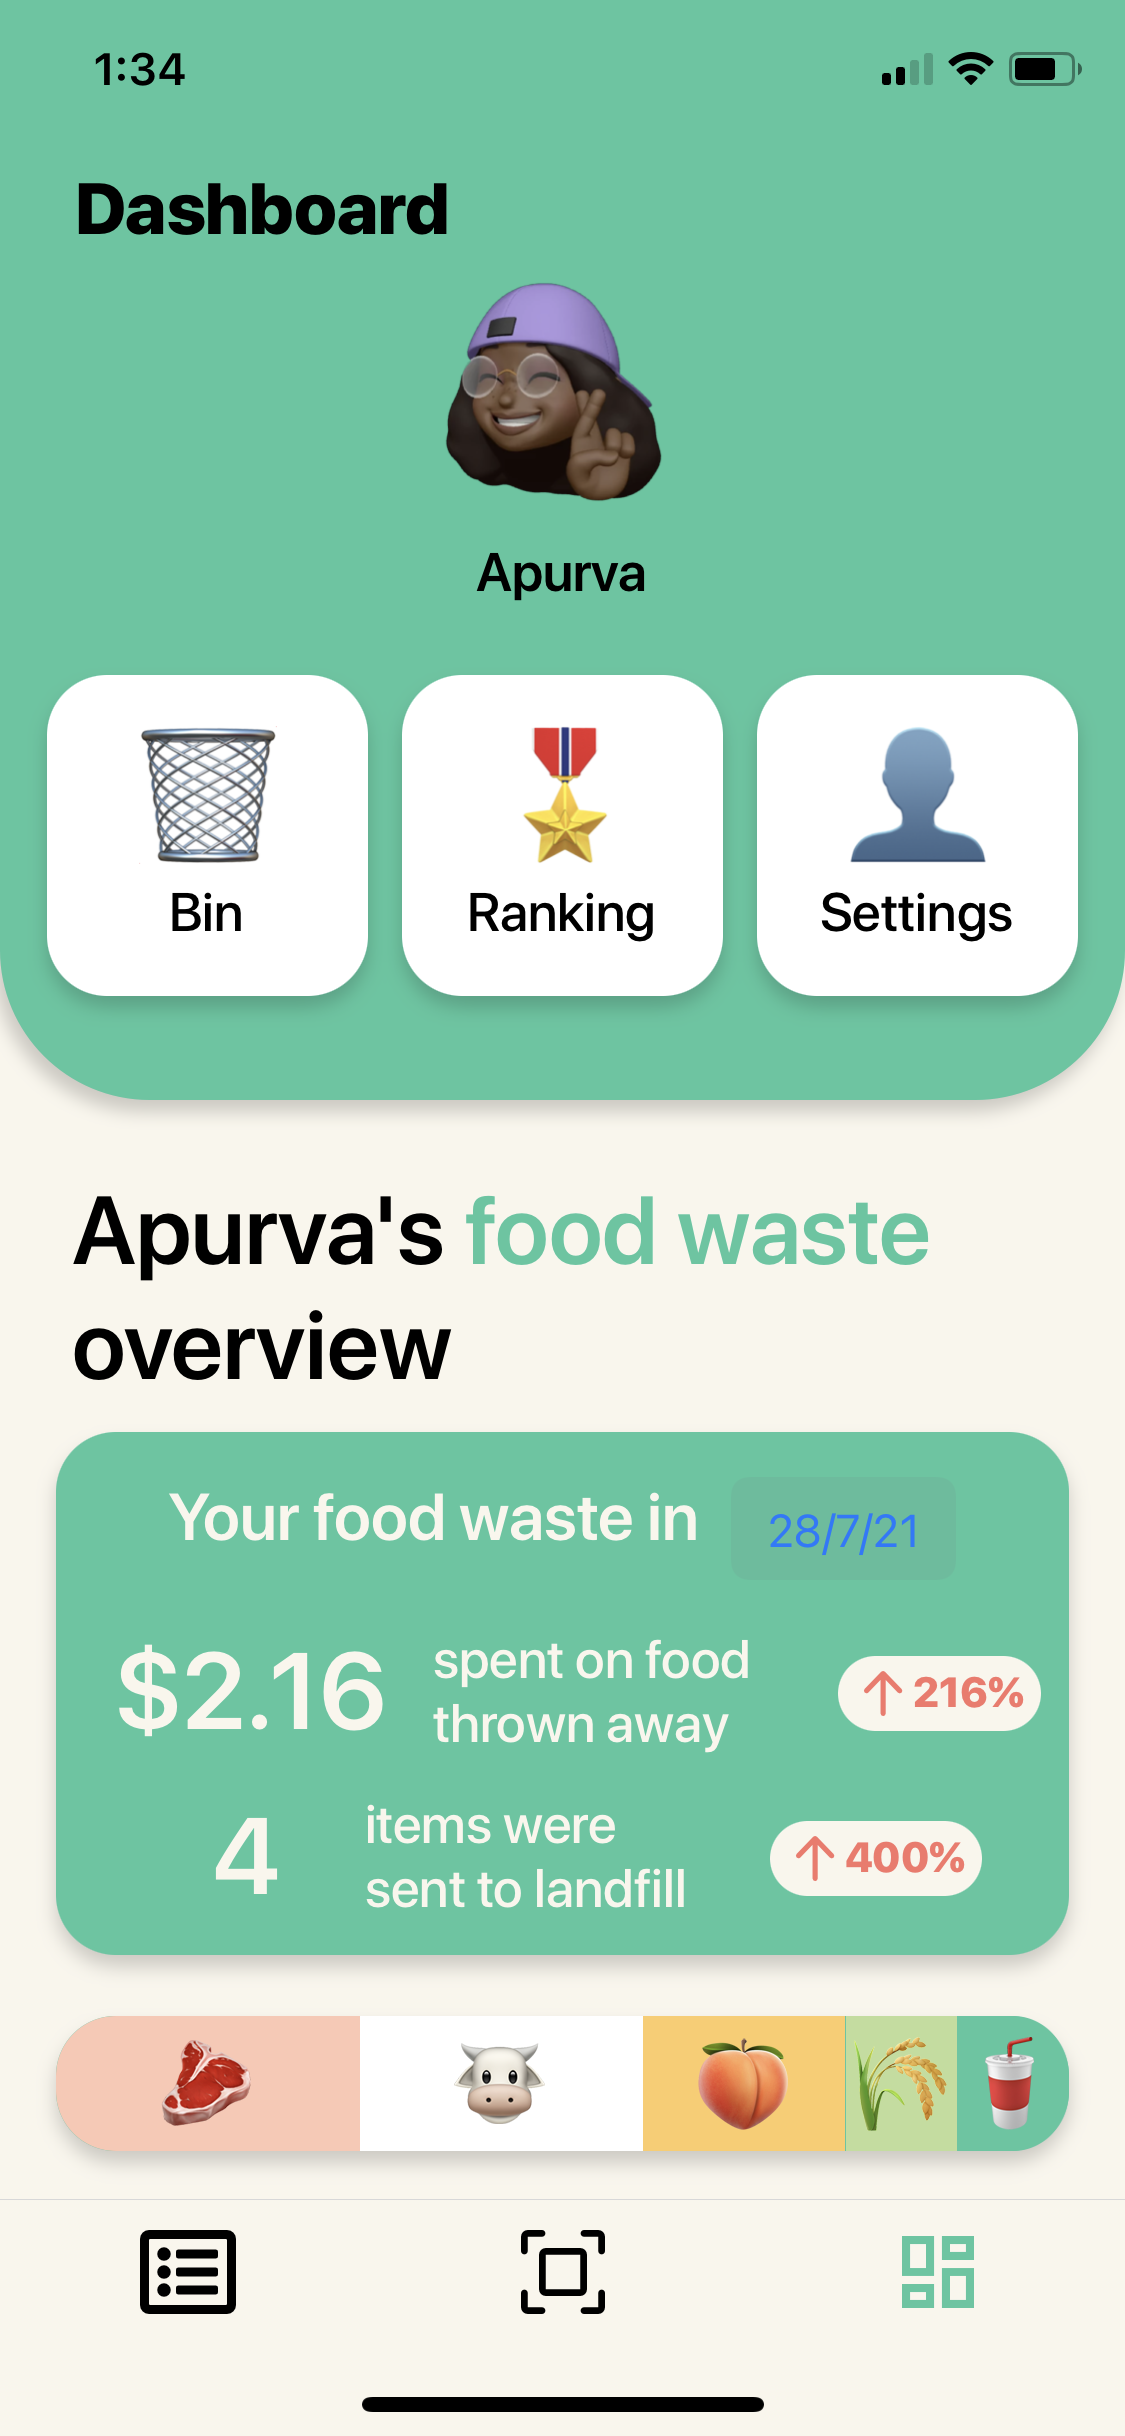 1:34
Dashboard
Apurva
Bin
Ranking
Settings
Apurva's food waste
overview
Your food waste in
28/7/21
$2.16
spent on food
thrown away
216%
4
items were
sent to landfill
400%